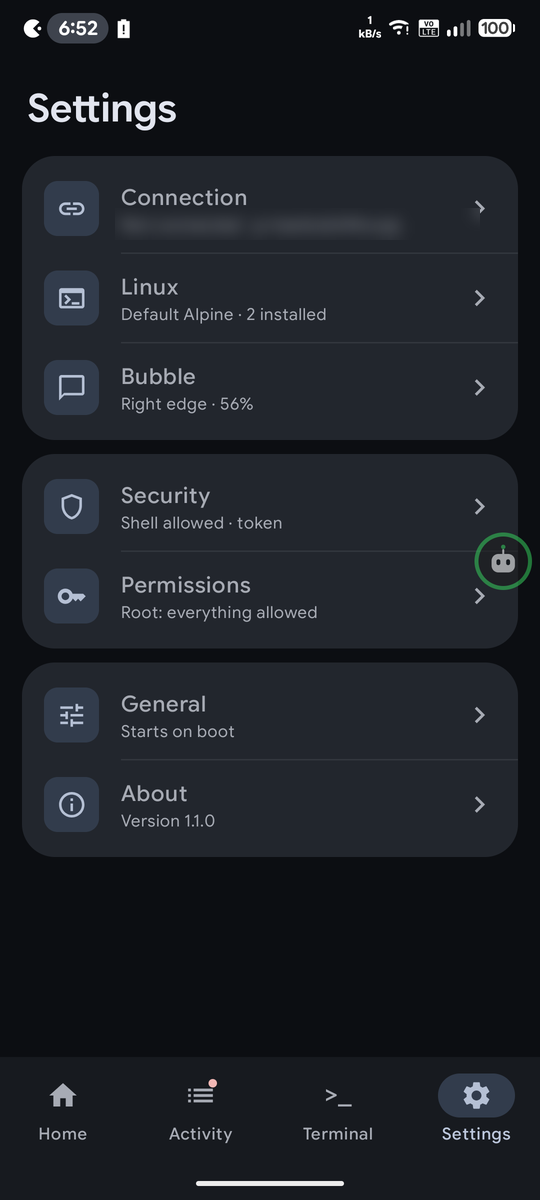 6:52
1
kB/s
VO
LTE
100
Settings
Connection
Linux
Default Alpine · 2 installed
Bubble
Right edge · 56%
Security
Shell allowed · token
Permissions
Root: everything allowed
General
Starts on boot
About
Version 1.1.0
>_
Home
Activity
Terminal
Settings